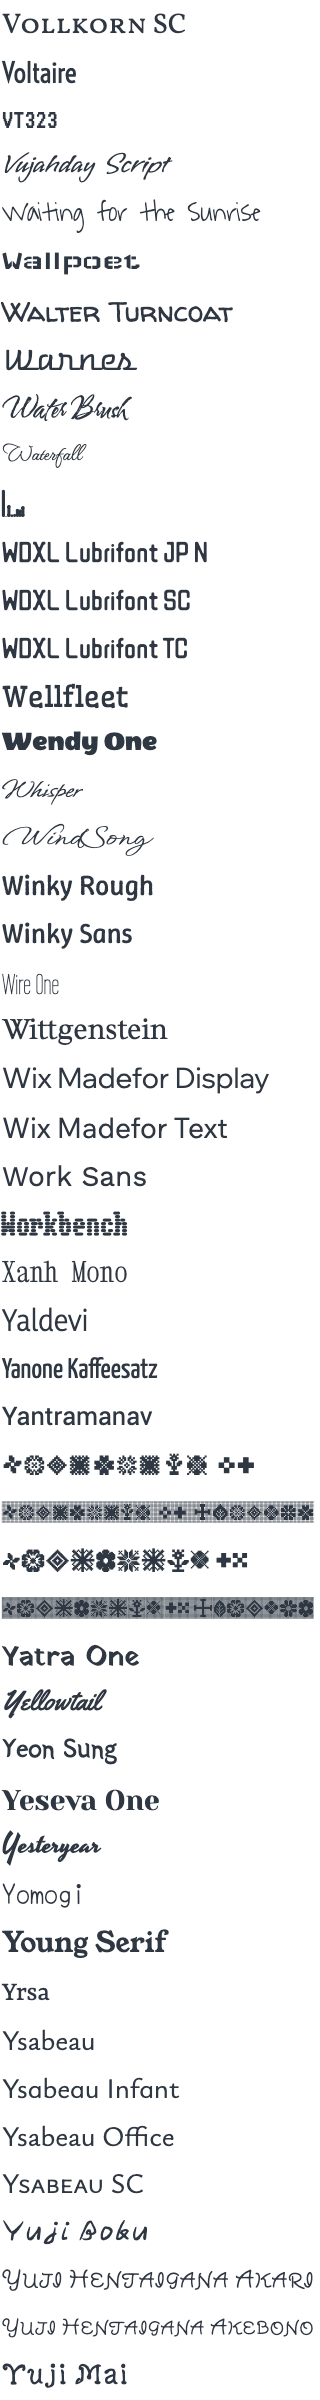 Vollkorn SC
Voltaire
VT323
Vujahday Script
Waiting for the Sunrise
Wallpoet
Walter Turncoat
Warnes
Water Brush
Waterfall
WDXL Lubrifont JP N
WDXL Lubrifont SC
WDXL Lubrifont TC
Wellfleet
Wendy One
Whisper
WindSong
Winky Rough
Winky Sans
Wire One
Wittgenstein
Wix Madefor Display
Wix Madefor Text
Work Sans
Workbench
Xanh Mono
Yaldevi
Yanone Kaffeesatz
Yantramanav
Yatra One
Yellowtail
Yeon Sung
Yeseva One
Yesteryear
Yomogi
Young Serif
Yrsa
Ysabeau
Ysabeau Infant
Ysabeau Office
Ysabeau SC
Yuji Boku
Yuji Hentaigana Akari
Yuji Hentaigana Akebono
Yuji Mai